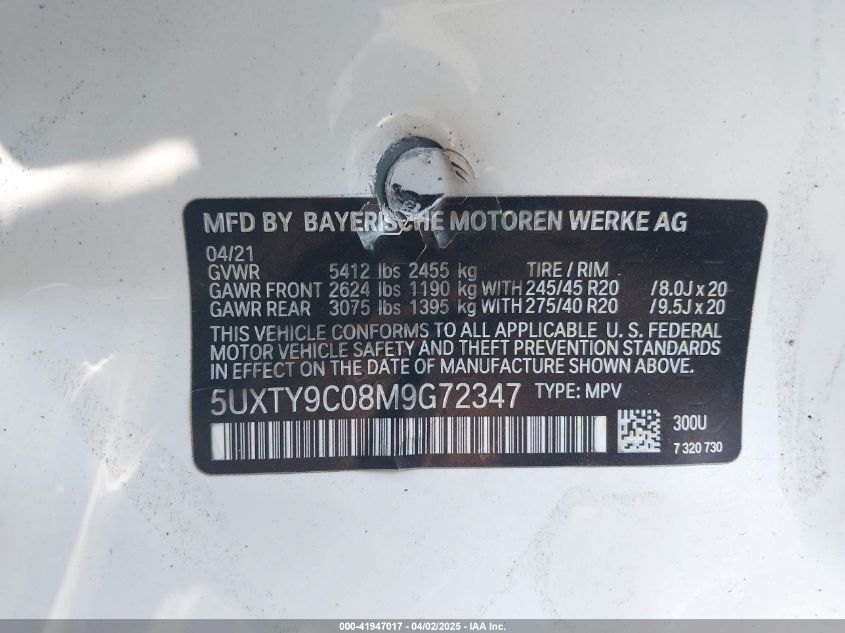 MFD BY BAYERISCHE MOTOREN WERKE AG
04/21
GVWR 5412 lbs 2455 kg TIRE / RIM
GAWR FRONT 2624 lbs 1190 kg WITH 245/45 R20 /8.0J x 20
GAWR REAR 3075 lbs 1395 kg WITH 275/40 R20 /9.5J x 20
THIS VEHICLE CONFORMS TO ALL APPLICABLE U. S. FEDERAL
MOTOR VEHICLE SAFETY AND THEFT PREVENTION STANDARDS
IN EFFECT ON THE DATE OF MANUFACTURE SHOWN ABOVE.
5UXTY9C08M9G72347 TYPE: MPV
300U
7 320 730
000-41947017 - 04/02/2025 - IAA Inc.